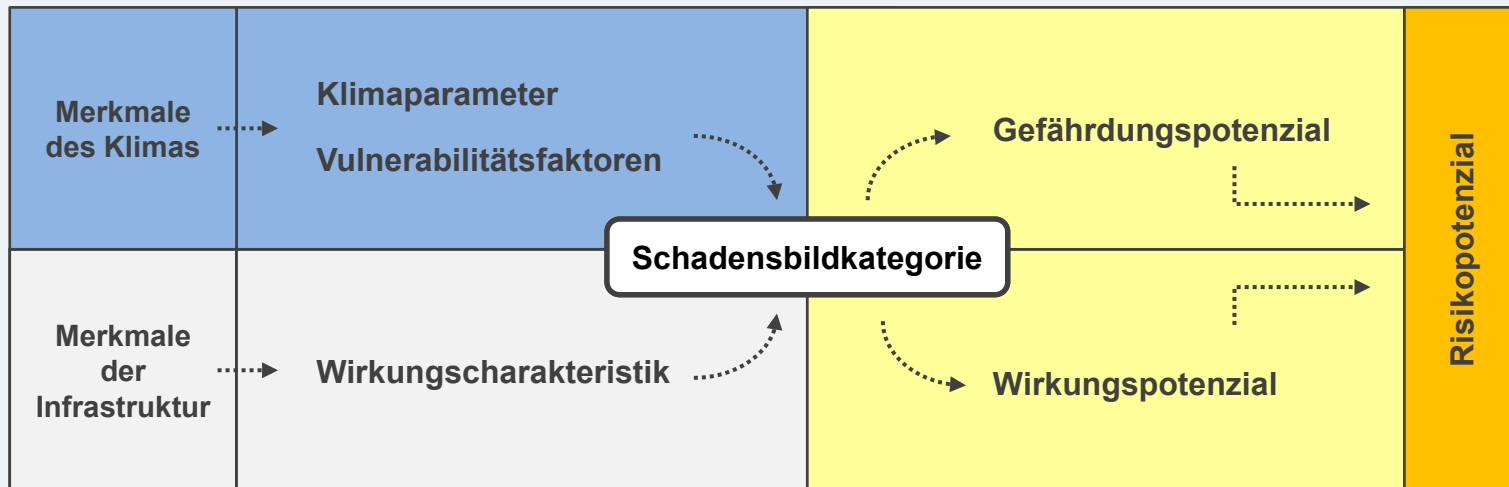 Merkmale
des Klimas
Klimaparameter
Vulnerabilitätsfaktoren
Gefährdungspotenzial
Risikopotenzial
Schadensbildkategorie
Merkmale
der
Infrastruktur
Wirkungscharakteristik
Wirkungspotenzial